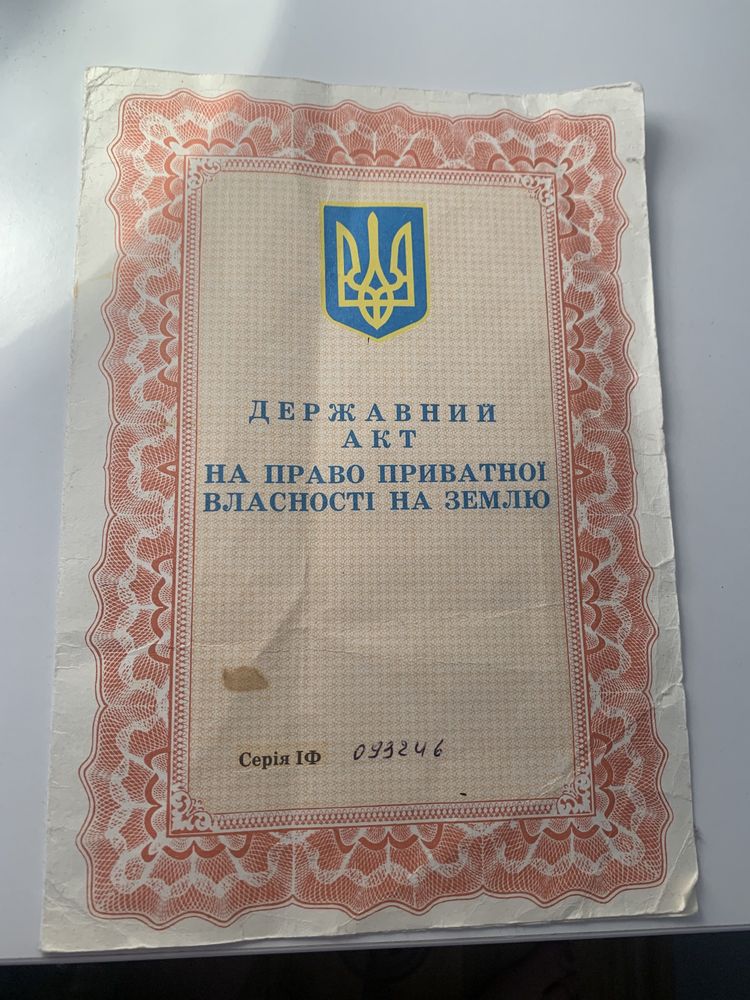 ДЕРЖАВНИЙ
АКТ
НА ПРАВО ПРИВАТНОЇ
ВЛАСНОСТІ НА ЗЕМЛЮ
Серія ІФ 093246